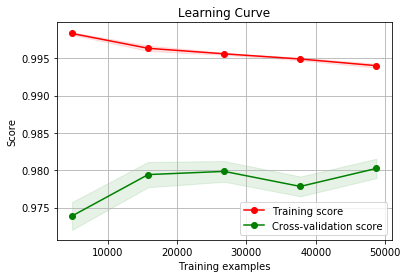 Learning Curve
Score
0.995
0.990
0.985
0.980
0.975
10000
20000
30000
40000
50000
Training examples
Training score
Cross-validation score